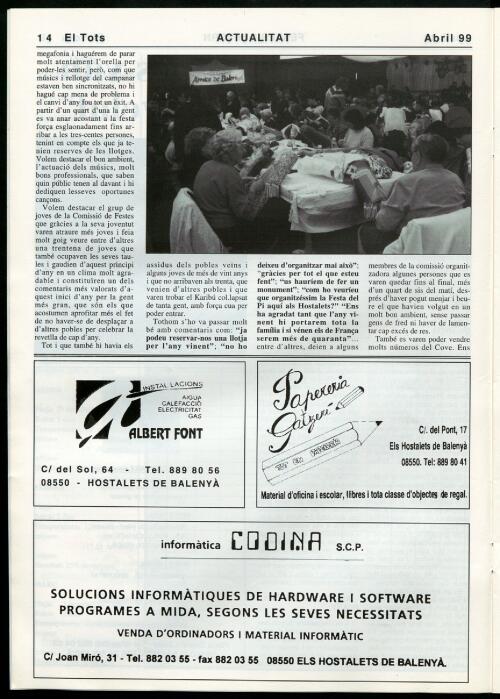 14 El Tots
ACTUALITAT
Abril 99
megafonia i haguérem de parar
molt atentament l'orella per
poder-les sentir, però, com que
músics i rellotge del campanar
estaven ben sincronitzats, no hi
hagué cap mena de problema i
el canvi d'any fou tot un èxit. A
partir d'un quart d'una la gent
es va anar acostant a la festa
força esglaonadament fins ar-
ribar a les tres-centes persones,
tenint en compte els que ja te-
nien reserves de les llotges.
Volem destacar el bon ambient,
l'actuació dels músics, molt
bons professionals, que saben
quin públic tenen al davant i hi
dediquen lesseves oportunes
cançons.
Volem destacar el grup de
joves de la Comissió de Festes
que gràcies a la seva joventut
varen atraure més joves i feia
molt goig veure entre d'altres
una trentena de joves que
també ocupaven les seves tau-
les i gaudien d'aquest principi
d'any en un clima molt agra-
dable i constituïren un dels
comentaris més valorats d'a-
quest inici d'any per la gent
més gran, que són els que
acostumen aprofitar més el fet
de no haver-se de desplaçar a
d'altres pobles per celebrar la
revetlla de cap d'any.
Tot i que també hi havia els
assidus dels pobles veïns i
alguns joves de més de vint anys
i que no arribaven als trenta, que
venien d'altres pobles i que
varen trobar el Karibú col.lapsat
de tanta gent, amb força cua per
poder entrar.
Tothom s'ho va passar molt
bé amb comentaris com: "ja
podeu reservar-nos una llotja
per l'any vinent", "no ho
deixeu d'organitzar mai això";
"gràcies per tot el que esteu
fent"; "us hauríem de fer un
monument"; "com ho veuríeu
que organitzéssim la Festa del
Pi aquí als Hostalets?" "Ens
ha agradat tant que l'any vi-
nent hi portarem tota la
família i si vénen els de França
serem més de quaranta"...
entre d'altres, deien a alguns
membres de la comissió organit-
zadora algunes persones que es
varen quedar fins al final, més
d'un quart de sis del matí, des-
prés d'haver pogut menjar i beu-
re el que havien volgut en un
molt bon ambient, sense passar
gens de fred ni haver de lamen-
tar cap excés de res.
També es varen poder vendre
molts números del Cove. Ens
INSTAL·LACIONS
AIGUA
CALEFACCIÓ
ELECTRICITAT
GAS
ALBERT FONT
C/ del Sol, 64 - Tel. 889 80 56
08550 - HOSTALETS DE BALENYÀ
Papereria
Gatzeri
C/. del Pont, 17
Els Hostalets de Balenyà
08550. Tel: 889 80 41
Material d'oficina i escolar, llibres i tota classe d'objectes de regal.
informàtica CODINA S.C.P.
SOLUCIONS INFORMÀTIQUES DE HARDWARE I SOFTWARE
PROGRAMES A MIDA, SEGONS LES SEVES NECESSITATS
VENDA D'ORDINADORS I MATERIAL INFORMÀTIC
C/ Joan Miró, 31 - Tel. 882 03 55 - fax 882 03 55 08550 ELS HOSTALETS DE BALENYÀ.